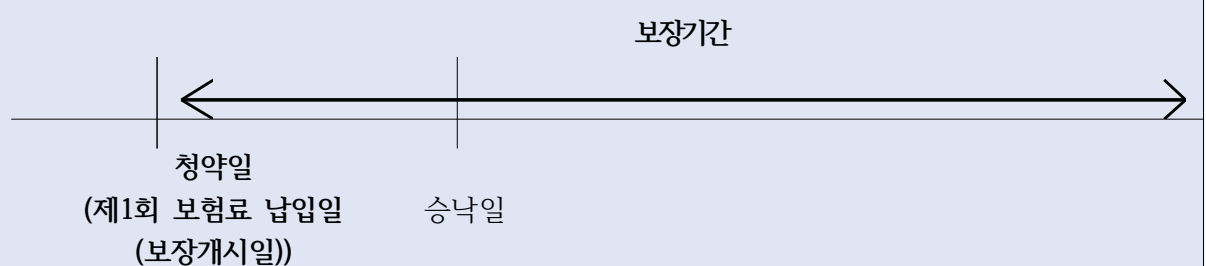 보장기간
청약일
(제1회 보험료 납입일
(보장개시일))
승낙일